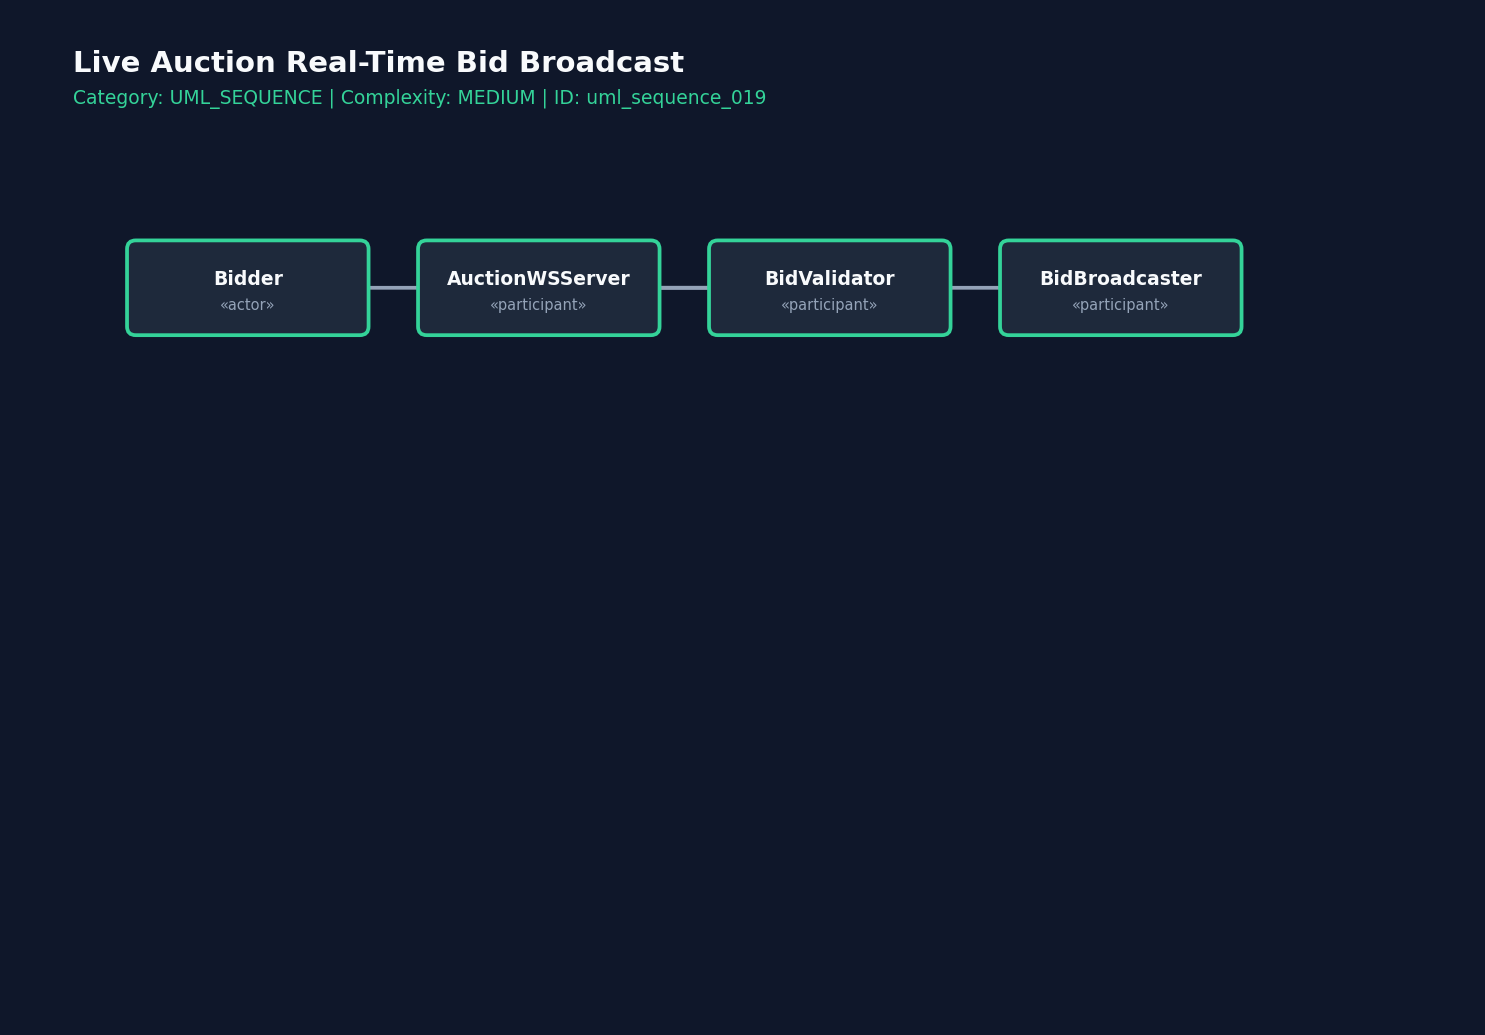 Live Auction Real-Time Bid Broadcast
Category: UML_SEQUENCE | Complexity: MEDIUM | ID: uml_sequence_019
Bidder
«actor»
AuctionWSServer
«participant»
BidValidator
«participant»
BidBroadcaster
«participant»